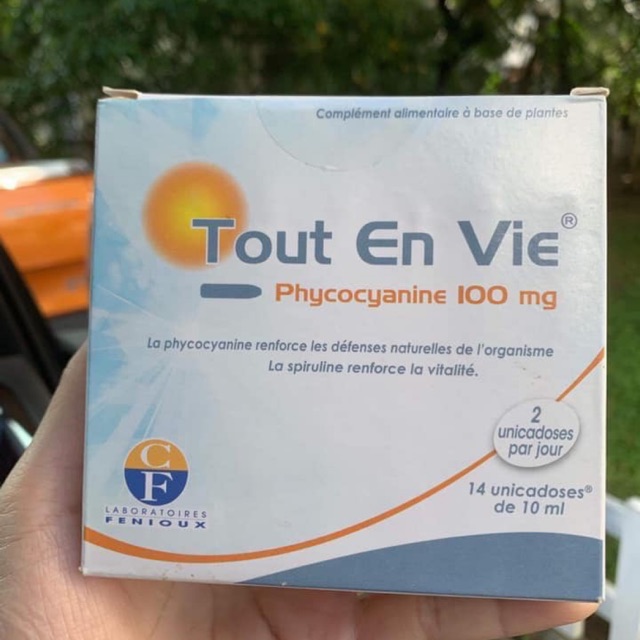 Complément alimentaire à base de plantes
Tout En Vie®
Phycocyanine 100 mg
La phycocyanine renforce les défenses naturelles de l'organisme
La spiruline renforce la vitalité.
2
unicadoses
par jour
CF
LABORATOIRES
FENIOUX
14 unicadoses®
de 10 ml